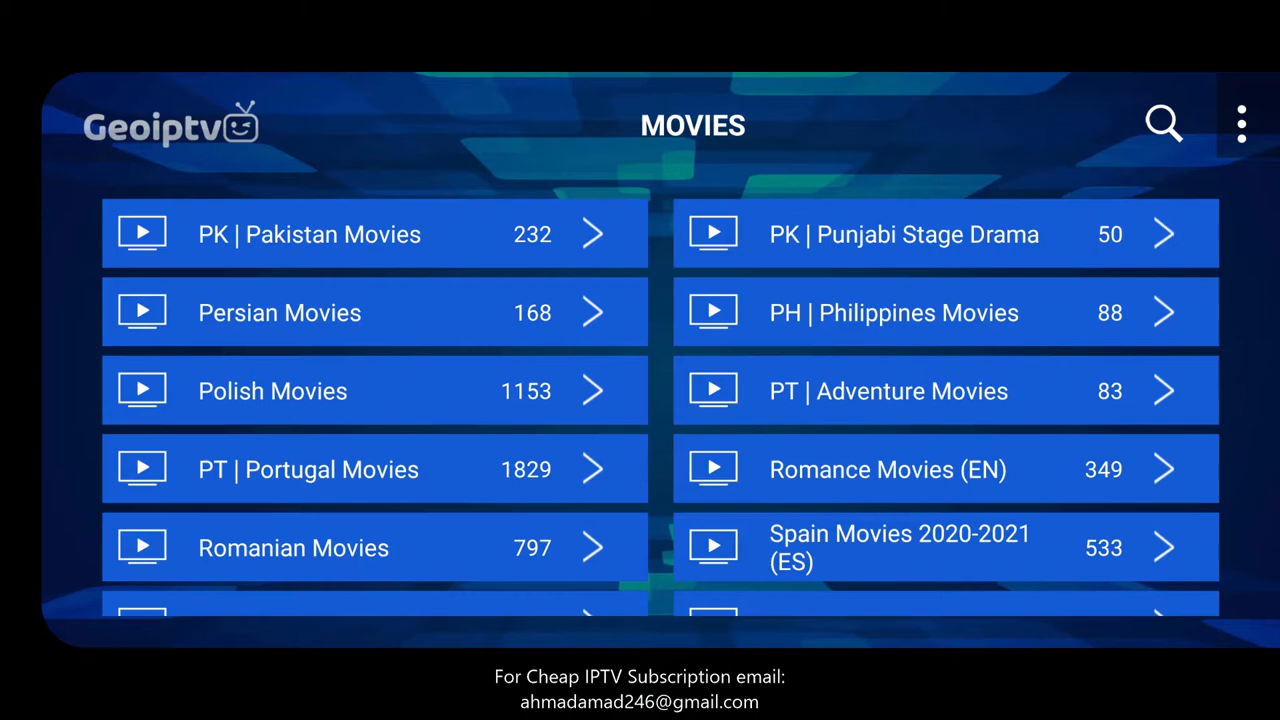 Geoiptv
MOVIES
PK | Pakistan Movies 232
PK | Punjabi Stage Drama 50
Persian Movies 168
PH | Philippines Movies 88
Polish Movies 1153
PT | Adventure Movies 83
PT | Portugal Movies 1829
Romance Movies (EN) 349
Romanian Movies 797
Spain Movies 2020-2021
(ES) 533
For Cheap IPTV Subscription email:
ahmadamad246@gmail.com